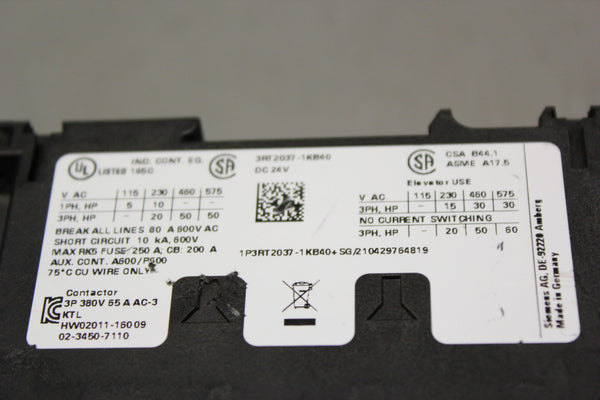 UL
IND. CONT. EQ.
LISTED 195C
SA
V AC 115 230 460 575
1PH, HP 5 10 - -
3PH, HP - 20 50 50
BREAK ALL LINES 80 A 600V AC
SHORT CIRCUIT 10 kA, 600V
MAX RK5 FUSE 250 A; CB: 200 A
AUX. CONT. A600/P600
75°C CU WIRE ONLY
Contactor
3P 380V 65 A AC-3
KTL
HW02011-16009
02-3450-7110
3RT2037-1KB40
DC 24V
1P3RT2037-1KB40+SG/210429764819
SA
CSA B44.1
ASME A17.5
Elevator USE
V AC 115 230 460 575
3PH, HP - 15 30 30
NO CURRENT SWITCHING
3PH, HP - 20 50 60
Siemens AG, DE-92220 Amberg
Made in Germany